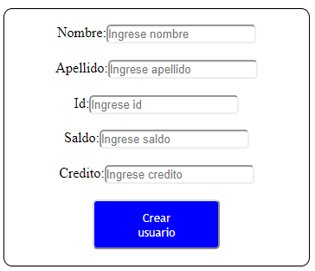 Nombre:Ingrese nombre
Apellido:Ingrese apellido
Id:Ingrese id
Saldo:Ingrese saldo
Credito:Ingrese credito
Crear
usuario